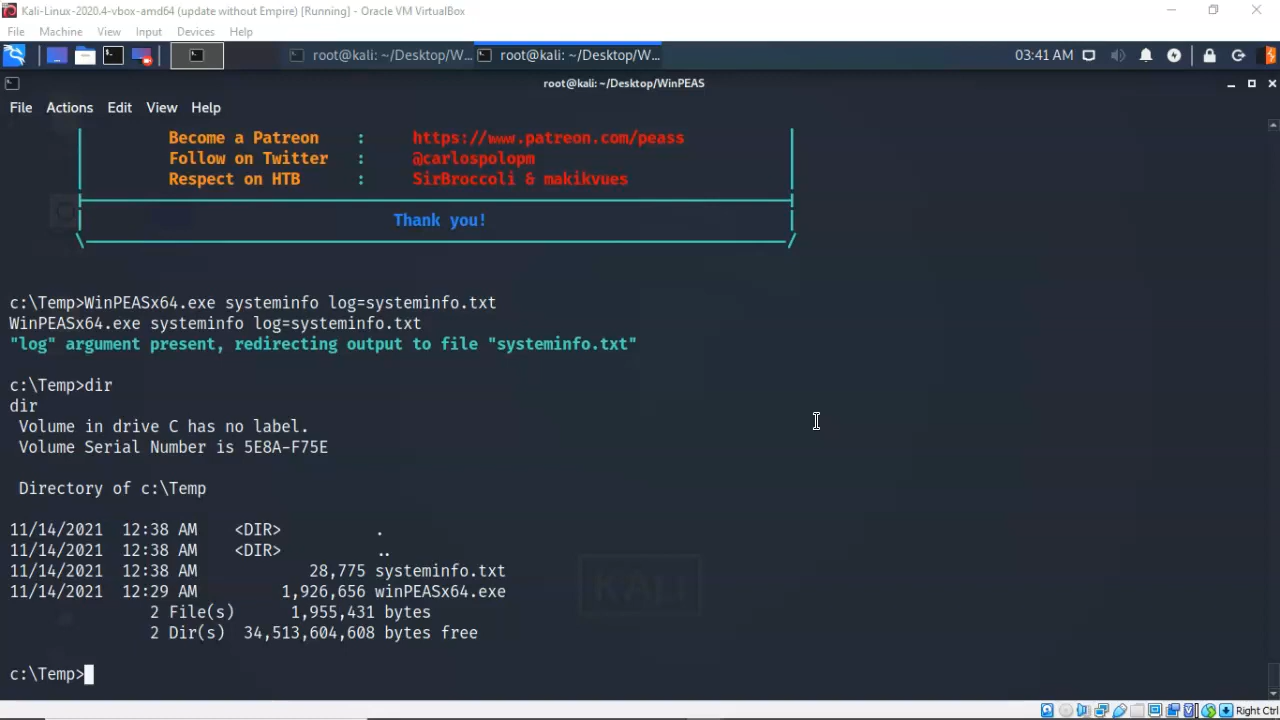 Kali-Linux-2020.4-vbox-amd64 (update without Empire) [Running] - Oracle VM VirtualBox
File Machine View Input Devices Help
root@kali: ~/Desktop/W... root@kali: ~/Desktop/W... 03:41 AM
root@kali: ~/Desktop/WinPEAS
File Actions Edit View Help
Become a Patreon : https://www.patreon.com/peass
Follow on Twitter : @carlospolopm
Respect on HTB : SirBroccoli & makikvues
Thank you!
c:\Temp>WinPEASx64.exe systeminfo log=systeminfo.txt
WinPEASx64.exe systeminfo log=systeminfo.txt
"log" argument present, redirecting output to file "systeminfo.txt"
c:\Temp>dir
dir
Volume in drive C has no label.
Volume Serial Number is 5E8A-F75E
Directory of c:\Temp
11/14/2021 12:38 AM <DIR> .
11/14/2021 12:38 AM <DIR> ..
11/14/2021 12:38 AM 28,775 systeminfo.txt
11/14/2021 12:29 AM 1,926,656 winPEASx64.exe
2 File(s) 1,955,431 bytes
2 Dir(s) 34,513,604,608 bytes free
c:\Temp>
KALI
Right Ctrl